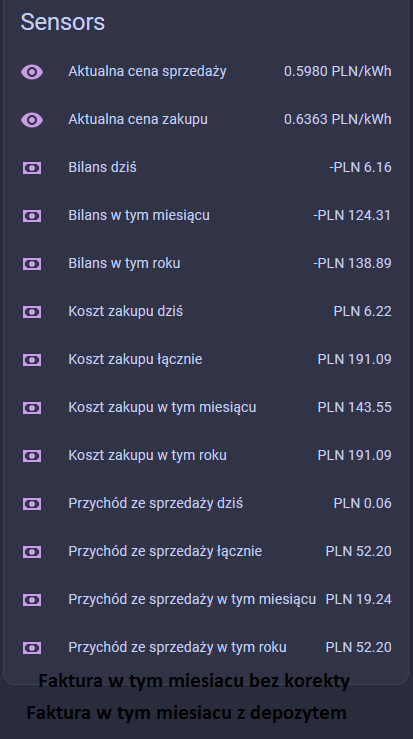 Sensors
Aktualna cena sprzedaży 0.5980 PLN/kWh
Aktualna cena zakupu 0.6363 PLN/kWh
Bilans dziś -PLN 6.16
Bilans w tym miesiącu -PLN 124.31
Bilans w tym roku -PLN 138.89
Koszt zakupu dziś PLN 6.22
Koszt zakupu łącznie PLN 191.09
Koszt zakupu w tym miesiącu PLN 143.55
Koszt zakupu w tym roku PLN 191.09
Przychód ze sprzedaży dziś PLN 0.06
Przychód ze sprzedaży łącznie PLN 52.20
Przychód ze sprzedaży w tym miesiącu PLN 19.24
Przychód ze sprzedaży w tym roku PLN 52.20
Faktura w tym miesiacu bez korekty
Faktura w tym miesiacu z depozytem